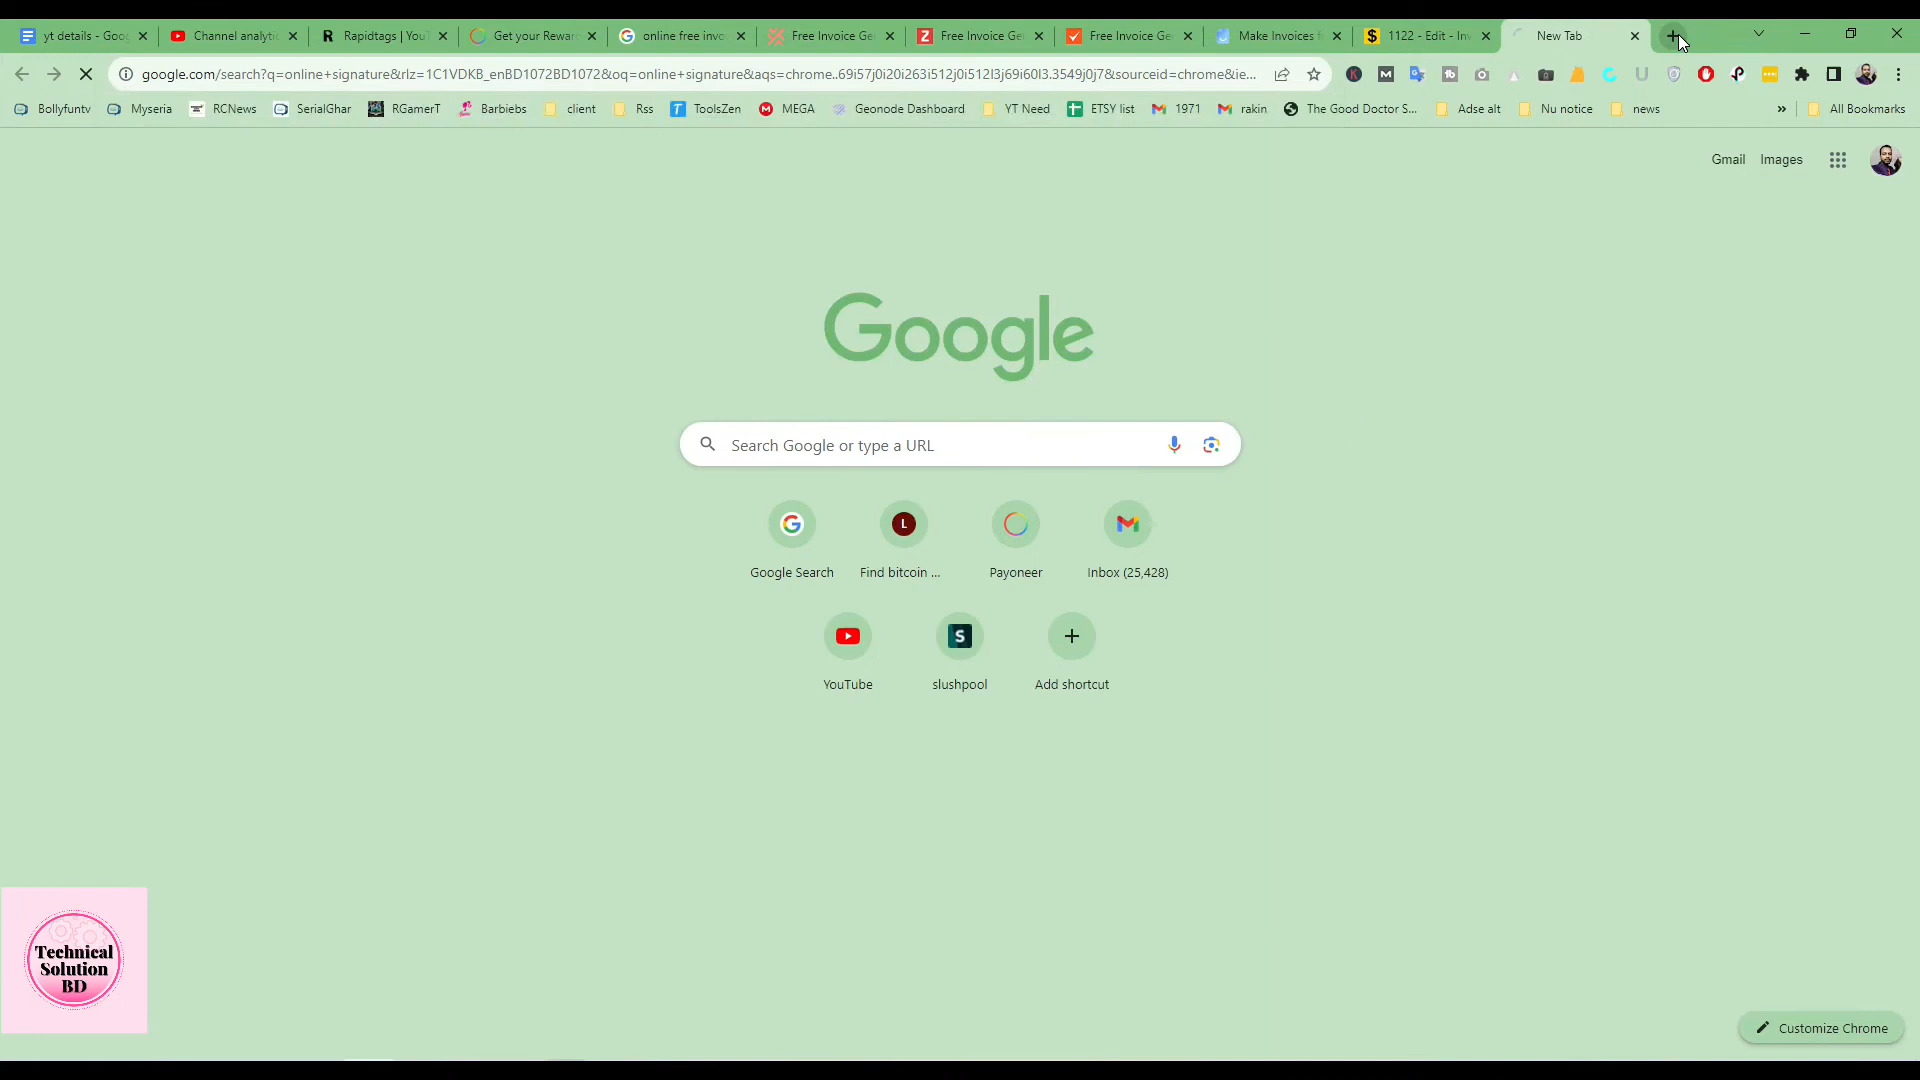 yt details - Goog
Channel analytic
Rapidtags | YouT
Get your Reward
online free invoi
Free Invoice Ge
Free Invoice Ge
Free Invoice Ge
Make Invoices f
1122 - Edit - Inv
New Tab
google.com/search?q=online+signature&rlz=1C1VDKB_enBD1072BD1072&oq=online+signature&aqs=chrome..69i57j0i20i263i512j0i512l3j69i60l3.3549j0j7&sourceid=chrome&ie...
Bollyfuntv
Myseria
RCNews
SerialGhar
RGamerT
Barbiebs
client
Rss
ToolsZen
MEGA
Geonode Dashboard
YT Need
ETSY list
1971
rakin
The Good Doctor S...
Adse alt
Nu notice
news
»
All Bookmarks
Gmail
Images
Google
Search Google or type a URL
Google Search
L
Find bitcoin ...
Payoneer
Inbox (25,428)
YouTube
S
slushpool
Add shortcut
Technical
Solution
BD
Customize Chrome